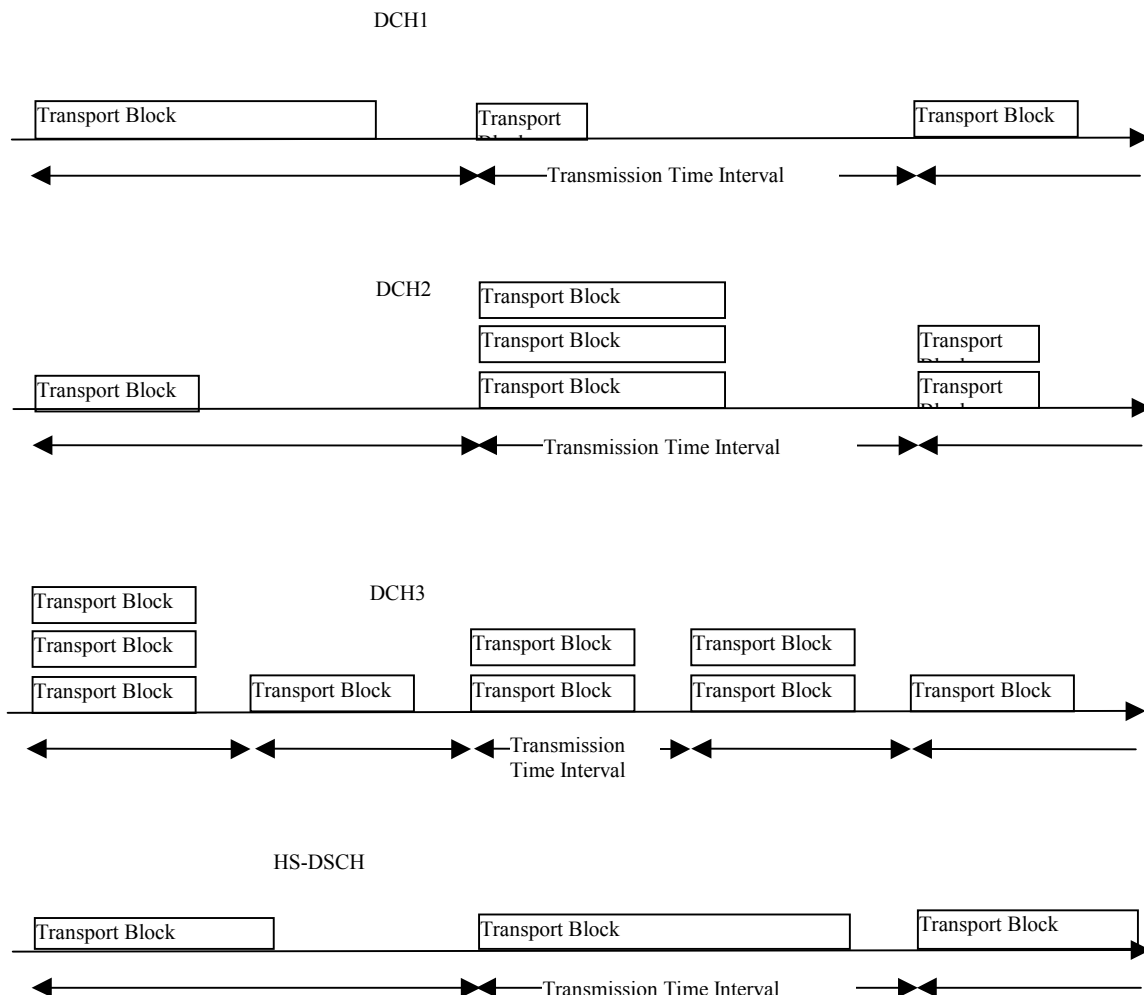 DCH1
Transport Block
Transport
Transport Block
Transmission Time Interval
DCH2
Transport Block
Transport Block
Transport
Transport Block
Transport Block
Transport
Transmission Time Interval
DCH3
Transport Block
Transport Block
Transport Block
Transport Block
Transport Block
Transport Block
Transport Block
Transport Block
Transport Block
Transmission
Time Interval
HS-DSCH
Transport Block
Transport Block
Transport Block
Transmission Time Interval